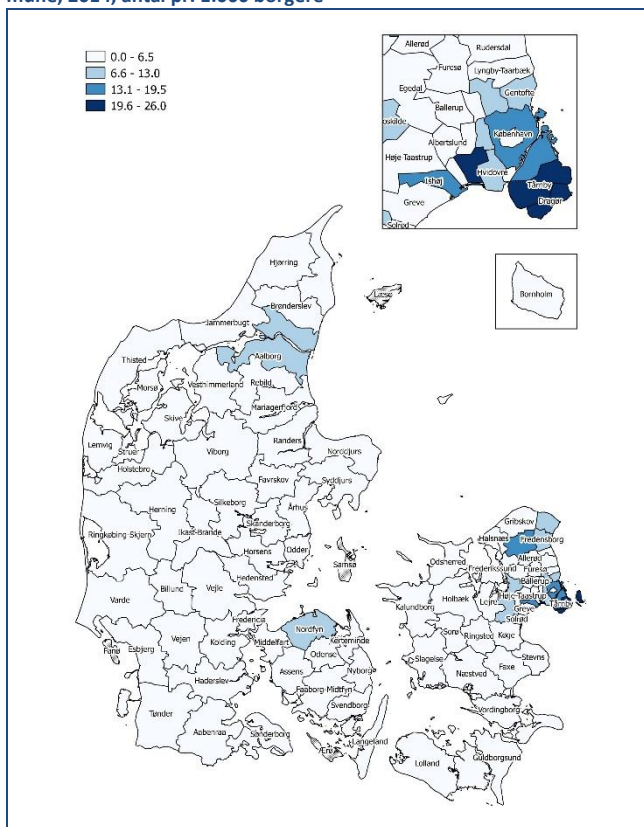 mune, 2014, antal pr. 1.000 borgere
0.0 - 6.5
6.6 - 13.0
13.1 - 19.5
19.6 - 26.0
Allerød
Rudersdal
Furesø
Lyngby-Taarbæk
Egedal
Gentofte
Ballerup
oskilde
København
Albertslund
Høje Taastrup
Hvidovre
Ishøj
Tårnby
Greve
Dragør
Solrød
Bornholm
Hjørring
Læsø
Brønderslev
Jammerbugt
Thisted
Aalborg
Vesthimmerland
Rebild
Morsø
Mariagerfjord
Skive
Lemvig
Struer
Randers
Viborg
Norddjurs
Holstebro
Favrskov
Syddjurs
Herning
Silkeborg
Århus
Skanderborg
Ringkøbing-Skjern
Ikast-Brande
Odder
Horsens
Samsø
Hedensted
Billund
Vejle
Varde
Fredericia
Nordfyn
Vejen
Kolding
Middelfart
Kerteminde
Esbjerg
Fanø
Odense
Assens
Nyborg
Haderslev
Faaborg-Midtfyn
Svendborg
Tønder
Aabenraa
Sønderborg
Langeland
Ærø
Gribskov
Halsnæs
Fredensborg
Odsherred
Allerød
Frederikssund
Furesø
Ballerup
Kalundborg
Holbæk
Lejre
Høje-Taastrup
Tårnby
Greve
Solrød
Sorø
Ringsted
Køge
Slagelse
Stevns
Næstved
Faxe
Vordingborg
Lolland
Guldborgsund